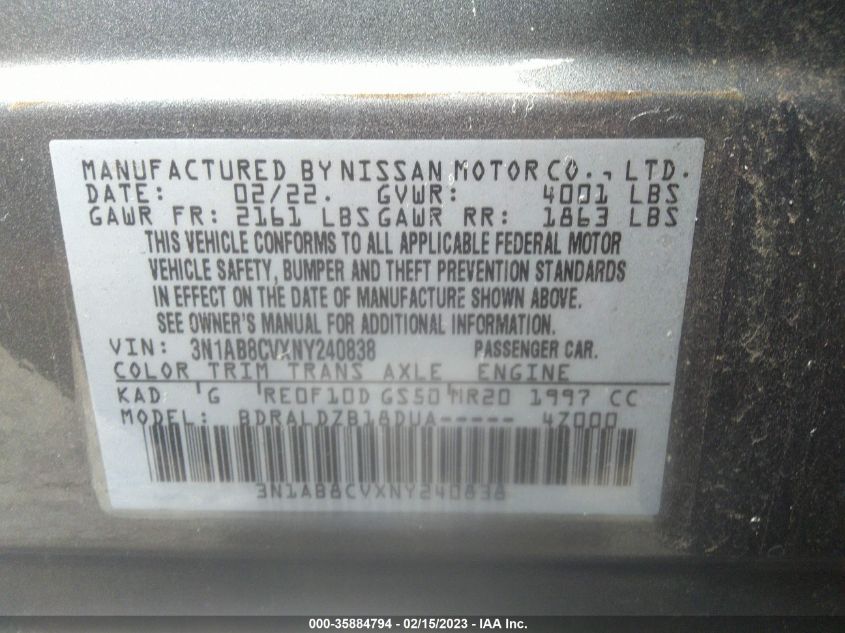 MANUFACTURED BY NISSAN MOTOR CO., LTD.
DATE: 02/22. GVWR: 4001 LBS
GAWR FR: 2161 LBS GAWR RR: 1863 LBS
THIS VEHICLE CONFORMS TO ALL APPLICABLE FEDERAL MOTOR
VEHICLE SAFETY, BUMPER AND THEFT PREVENTION STANDARDS
IN EFFECT ON THE DATE OF MANUFACTURE SHOWN ABOVE.
SEE OWNER'S MANUAL FOR ADDITIONAL INFORMATION.
VIN: 3N1AB8CVXNY240838 PASSENGER CAR.
COLOR TRIM TRANS AXLE ENGINE
KAD G RE0F10D GS50 MR20 1997 CC
MODEL: BDRALDZB18DUA----- 4Z000
3N1AB8CVXNY240838
000-35884794 - 02/15/2023 - IAA Inc.